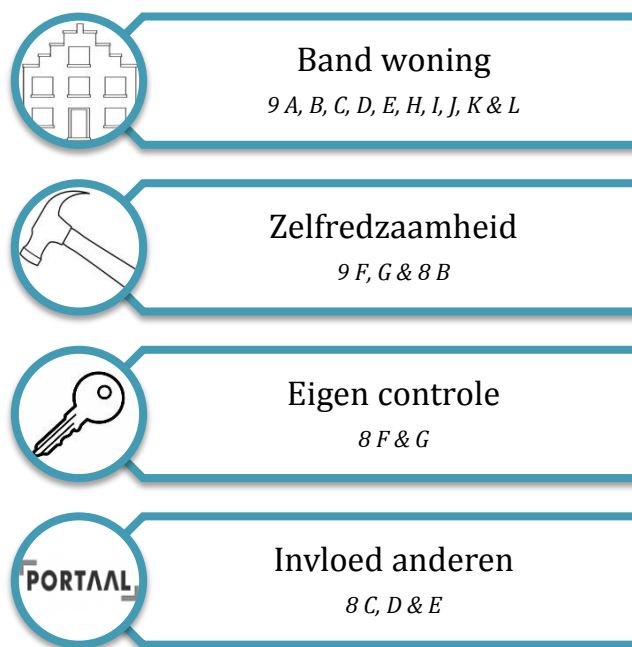 Band woning
9 A, B, C, D, E, H, I, J, K & L
Zelfredzaamheid
9 F, G & 8 B
Eigen controle
8 F & G
PORTAAL
Invloed anderen
8 C, D & E